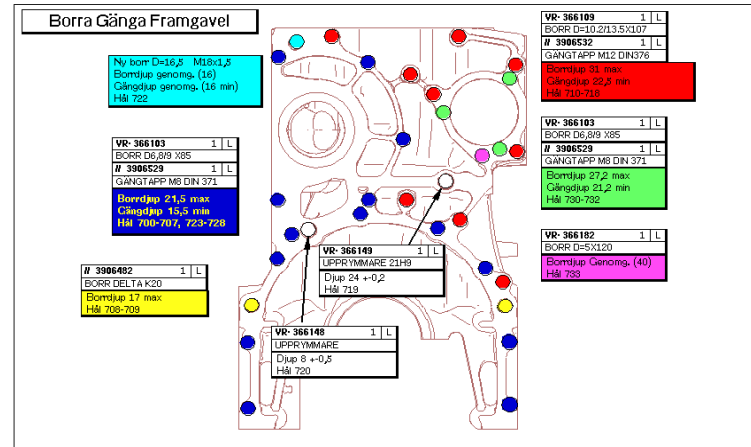 Borra Gänga Framgavel
Ny borr D=16,5 M18x1,5
Borrdjup genomg. (16)
Gängdjup genomg. (16 min)
Hål 722
VR- 366103 1 L
BORR D6,8/9 X85
N 3906529 1 L
GÄNGTAPP M8 DIN 371
Borrdjup 21,5 max
Gängdjup 15,5 min
Hål 700-707, 723-728
N 3906482 1 L
BORR DELTA K20
Borrdjup 17 max
Hål 708-709
VR- 366149 1 L
UPPRYMMARE 21H9
Djup 24 +-0,2
Hål 719
VR- 366148 1 L
UPPRYMMARE
Djup 8 +-0,5
Hål 720
VR- 366109 1 L
BORR D=10.2/13.5X107
N 3906532 1 L
GÄNGTAPP M12 DIN376
Borrdjup 31 max
Gängdjup 22,5 min
Hål 710-718
VR- 366103 1 L
BORR D6,8/9 X85
N 3906529 1 L
GÄNGTAPP M8 DIN 371
Borrdjup 27,2 max
Gängdjup 21,2 min
Hål 730-732
VR- 366182 1 L
BORR D=5X120
Borrdjup Genomg. (40)
Hål 733